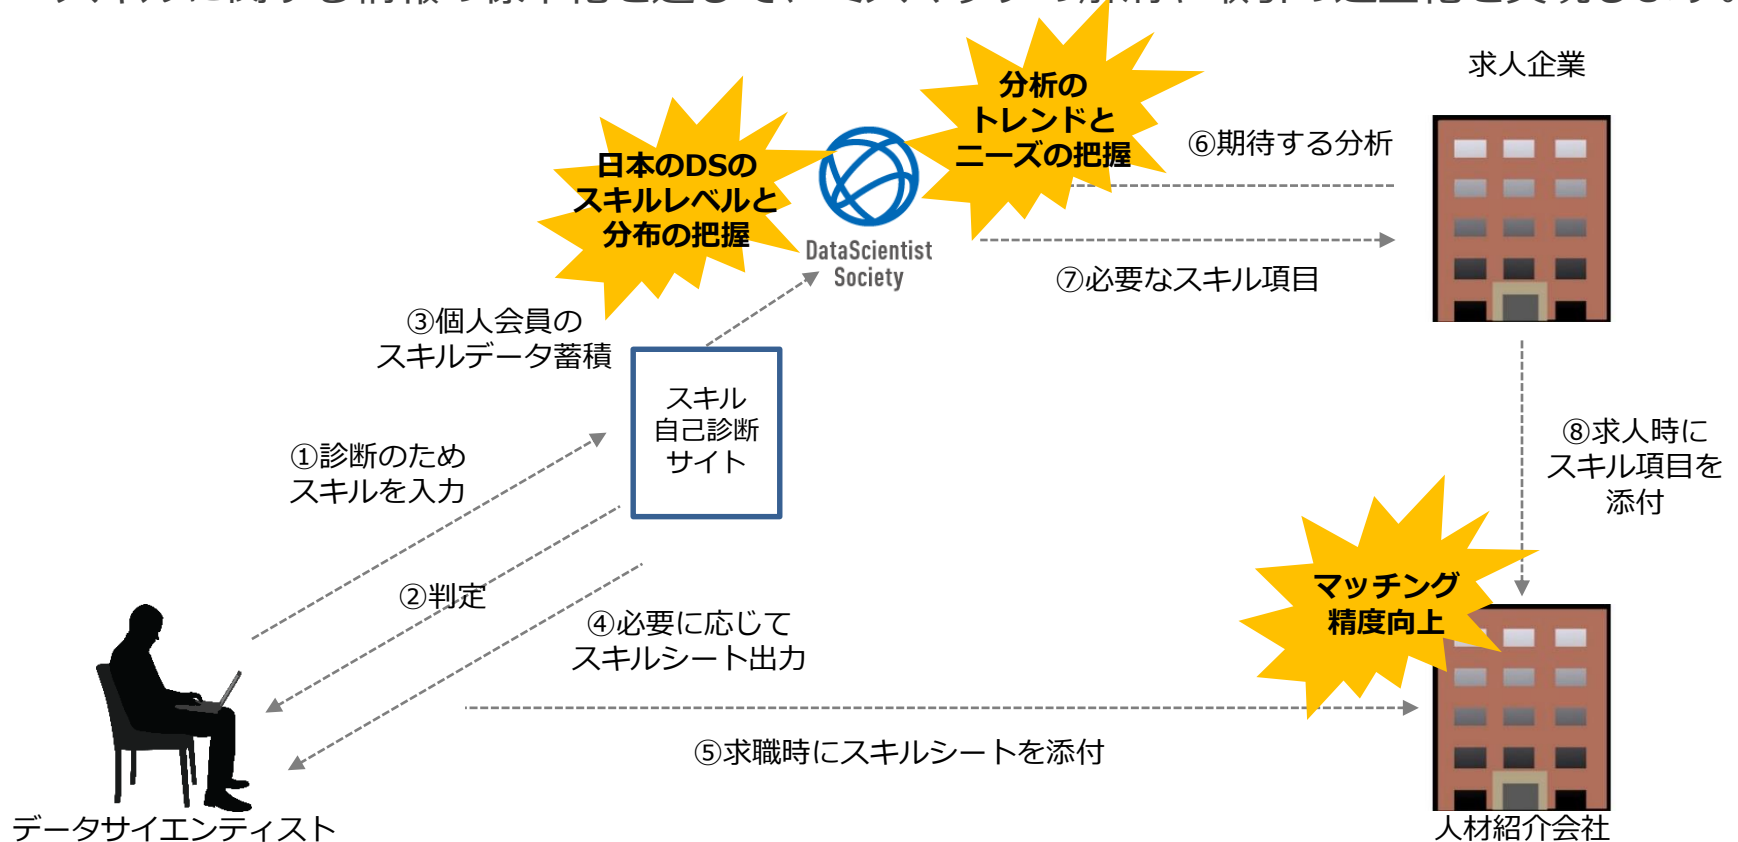 求人企業
分析の
トレンドと
ニーズの把握
⑥期待する分析
日本のDSの
スキルレベルと
分布の把握
DataScientist
Society
⑦必要なスキル項目
③個人会員の
スキルデータ蓄積
スキル
自己診断
サイト
①診断のため
スキルを入力
⑧求人時に
スキル項目を
添付
②判定
④必要に応じて
スキルシート出力
マッチング
精度向上
⑤求職時にスキルシートを添付
データサイエンティスト
人材紹介会社